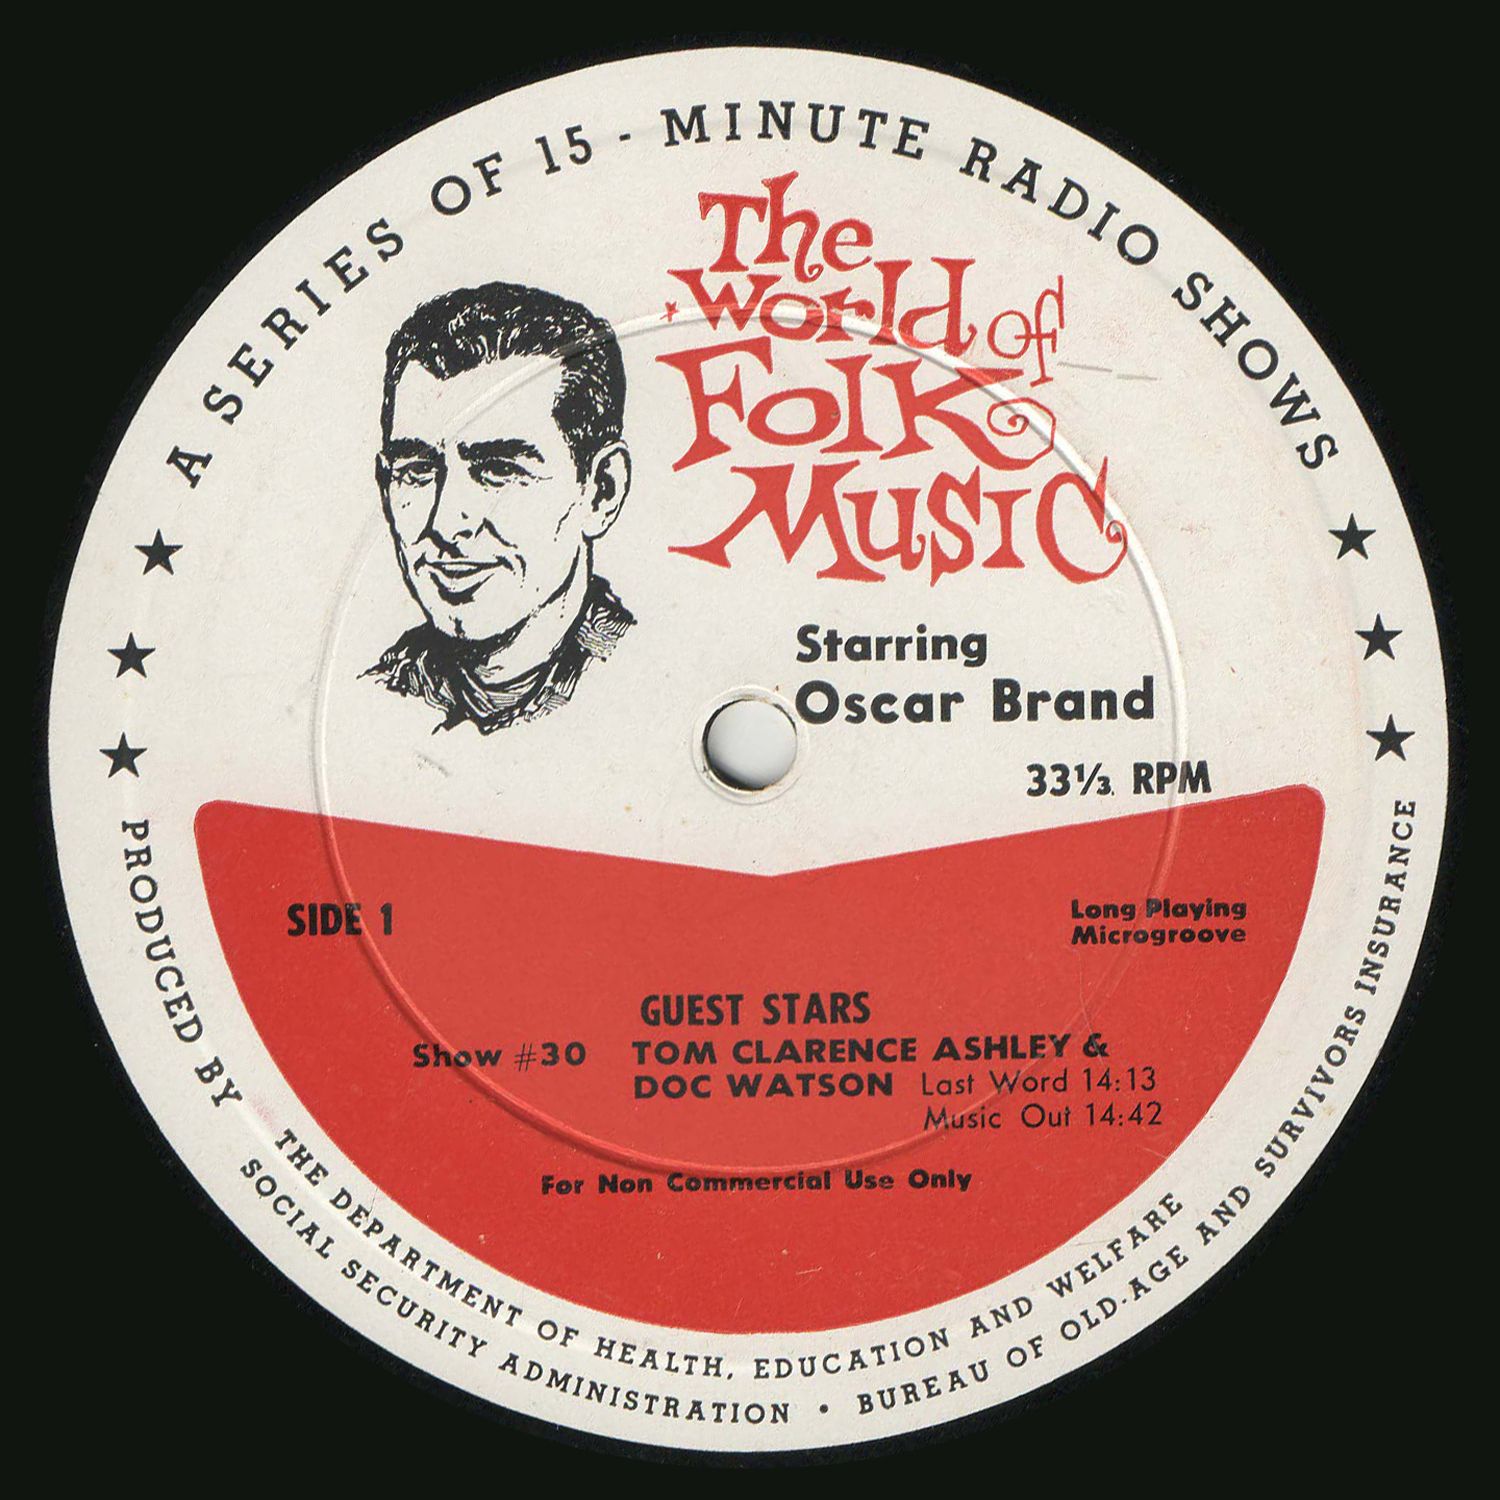 A SERIES OF 15 - MINUTE RADIO SHOWS
The
World of
Folk
Music
Starring
Oscar Brand
33⅓ RPM
SIDE 1
Long Playing
Microgroove
GUEST STARS
Show #30 TOM CLARENCE ASHLEY &
DOC WATSON Last Word 14:13
Music Out 14:42
For Non Commercial Use Only
PRODUCED BY THE DEPARTMENT OF HEALTH, EDUCATION AND WELFARE
SOCIAL SECURITY ADMINISTRATION • BUREAU OF OLD-AGE AND SURVIVORS INSURANCE